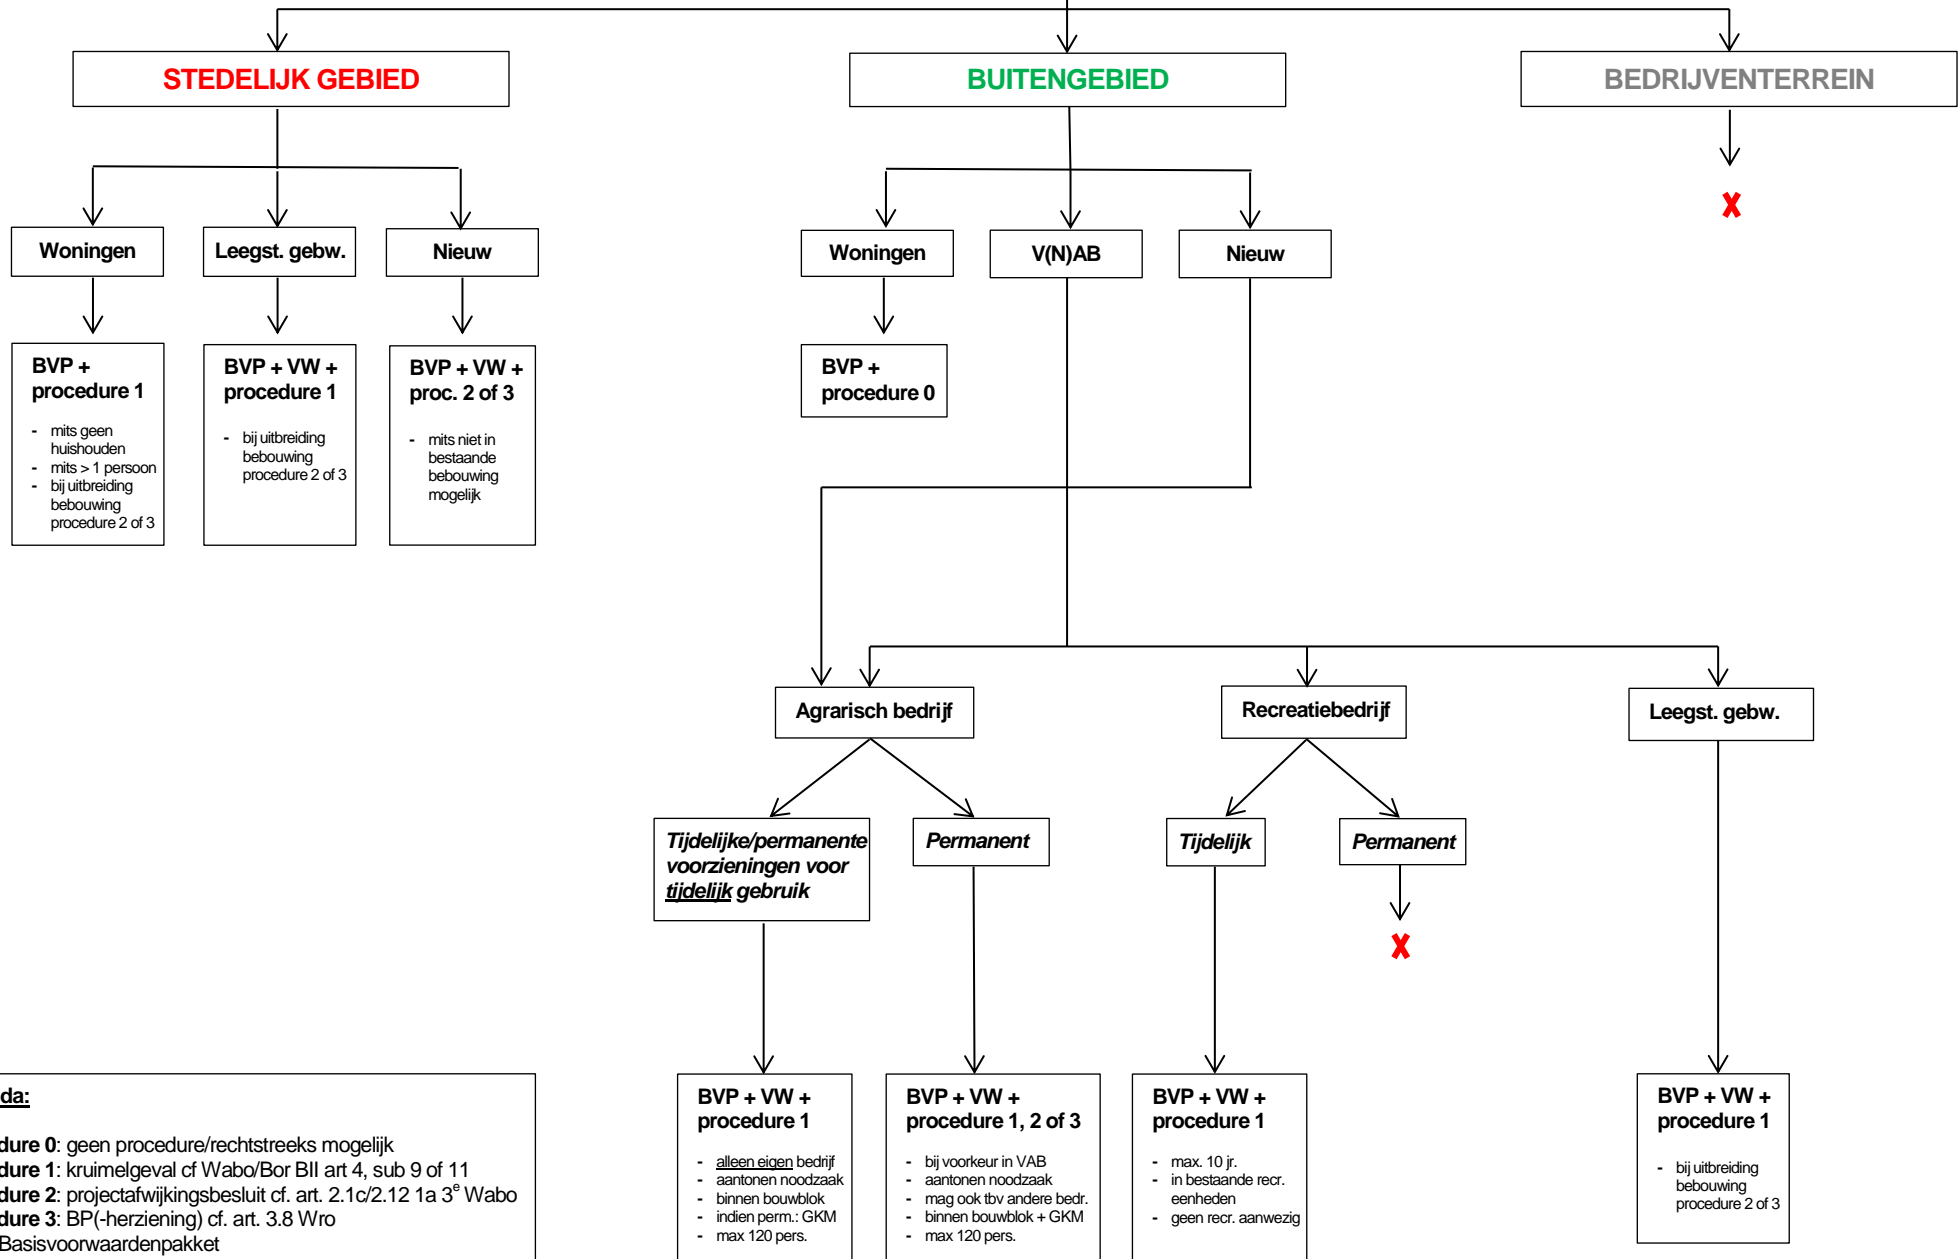 STEDELIJK GEBIED
BUITENGEBIED
BEDRIJVENTERREIN
Woningen
Leegst. gebw.
Nieuw
Woningen
V(N)AB
Nieuw
BVP +
procedure 1
- mits geen
huishouden
- mits > 1 persoon
- bij uitbreiding
bebouwing
procedure 2 of 3
BVP + VW +
procedure 1
- bij uitbreiding
bebouwing
procedure 2 of 3
BVP + VW +
proc. 2 of 3
- mits niet in
bestaande
bebouwing
mogelijk
BVP +
procedure 0
Agrarisch bedrijf
Recreatiebedrijf
Leegst. gebw.
Tijdelijke/permanente
voorzieningen voor
tijdelijk gebruik
Permanent
Tijdelijk
Permanent
BVP + VW +
procedure 1
- alleen eigen bedrijf
- aantonen noodzaak
- binnen bouwblok
- indien perm.: GKM
- max 120 pers.
BVP + VW +
procedure 1, 2 of 3
- bij voorkeur in VAB
- aantonen noodzaak
- mag ook tbv andere bedr.
- binnen bouwblok + GKM
- max 120 pers.
BVP + VW +
procedure 1
- max. 10 jr.
- in bestaande recr.
eenheden
- geen recr. aanwezig
BVP + VW +
procedure 1
- bij uitbreiding
bebouwing
procedure 2 of 3
da:
dure 0: geen procedure/rechtstreeks mogelijk
dure 1: kruimelgeval cf Wabo/Bor BII art 4, sub 9 of 11
dure 2: projectafwijkingsbesluit cf. art. 2.1c/2.12 1a 3e Wabo
dure 3: BP(-herziening) cf. art. 3.8 Wro
Basisvoorwaardenpakket